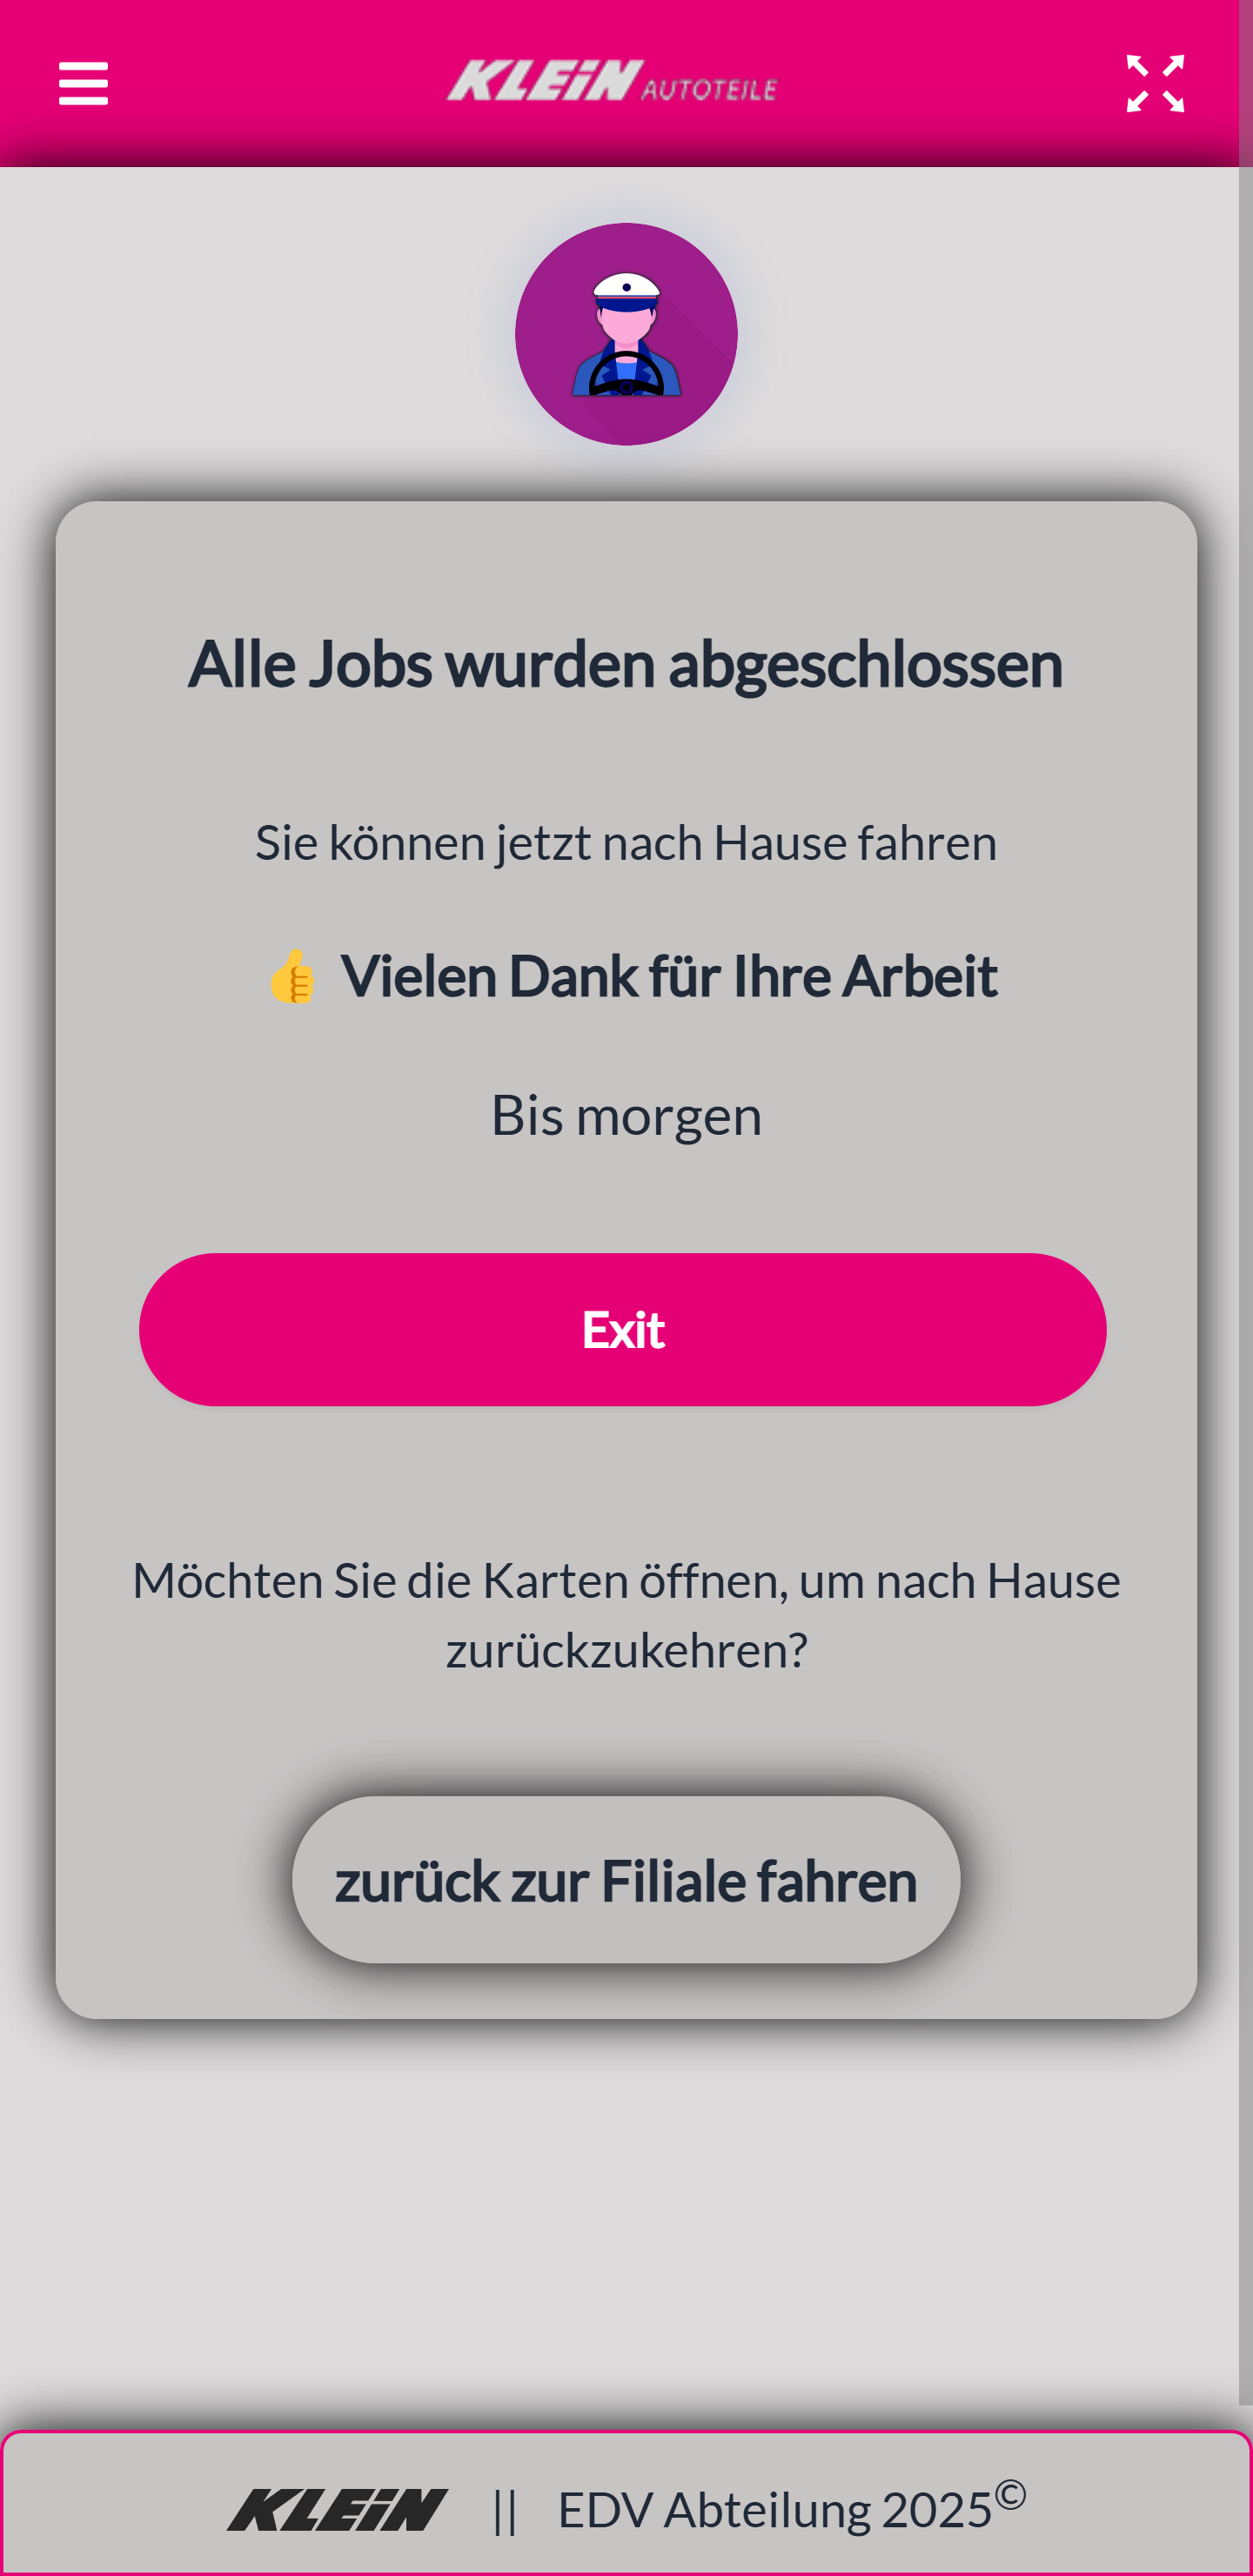 KLEiN AUTOTEILE
Alle Jobs wurden abgeschlossen
Sie können jetzt nach Hause fahren
👍 Vielen Dank für Ihre Arbeit
Bis morgen
Exit
Möchten Sie die Karten öffnen, um nach Hause
zurückzukehren?
zurück zur Filiale fahren
KLEiN || EDV Abteilung 2025©